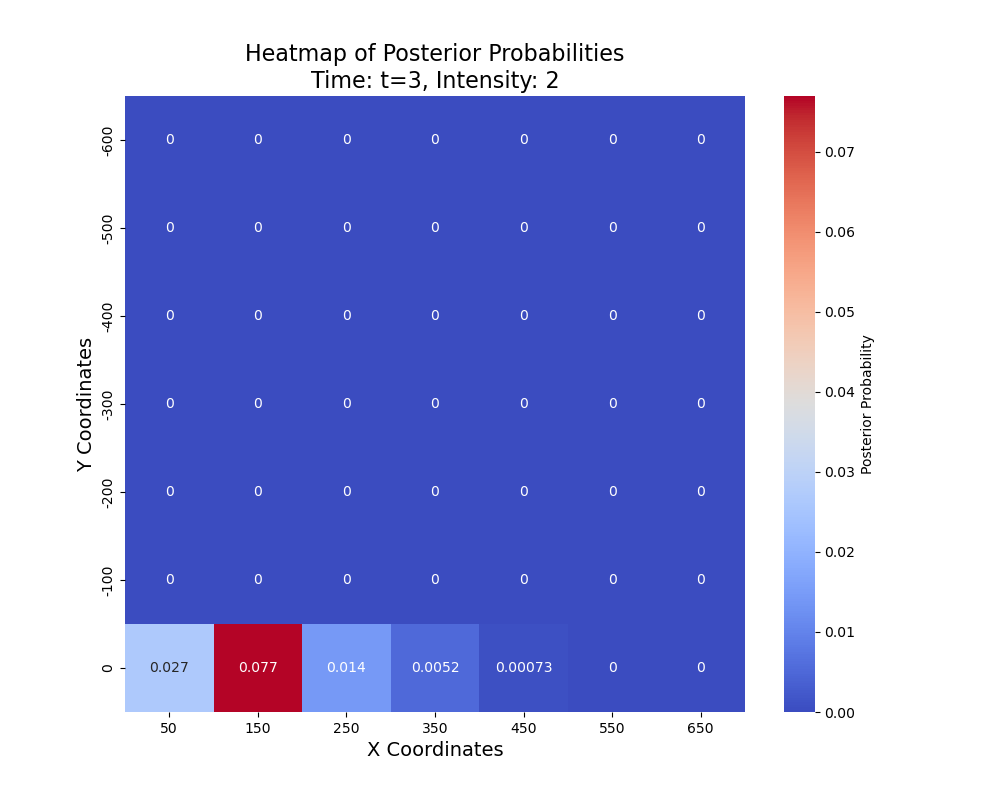 Heatmap of Posterior Probabilities
Time: t=3, Intensity: 2
Y Coordinates
-600 0 0 0 0 0 0 0
-500 0 0 0 0 0 0 0
-400 0 0 0 0 0 0 0
-300 0 0 0 0 0 0 0
-200 0 0 0 0 0 0 0
-100 0 0 0 0 0 0 0
0 0.027 0.077 0.014 0.0052 0.00073 0 0
50 150 250 350 450 550 650
X Coordinates
0.07
0.06
0.05
0.04
0.03
0.02
0.01
0.00
Posterior Probability